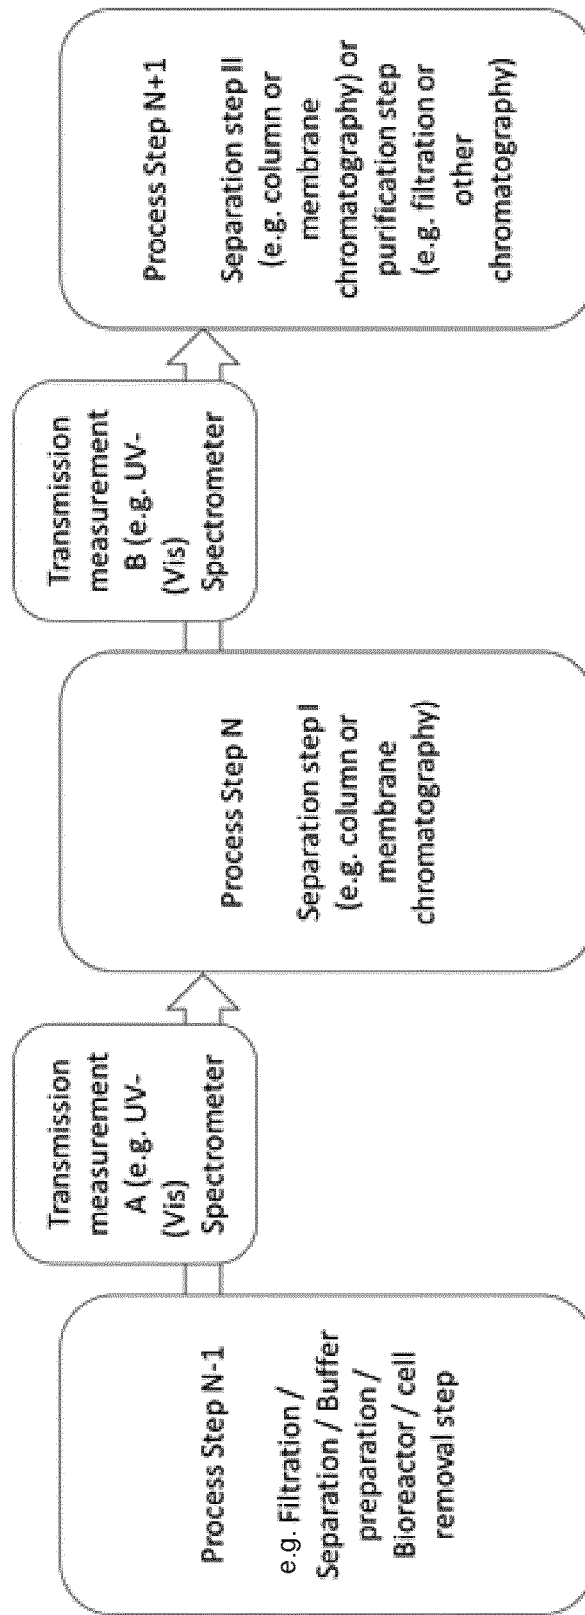 Process Step N-1
e.g. Filtration /
Separation / Buffer
preparation /
Bioreactor / cell
removal step
Transmission
measurement
A (e.g. UV-
(Vis)
Spectrometer
Process Step N
Separation step I
(e.g. column or
membrane
chromatography)
Transmission
measurement
B (e.g. UV-
(Vis)
Spectrometer
Process Step N+1
Separation step II
(e.g. column or
membrane
chromatography) or
purification step
(e.g. filtration or
other
chromatography)